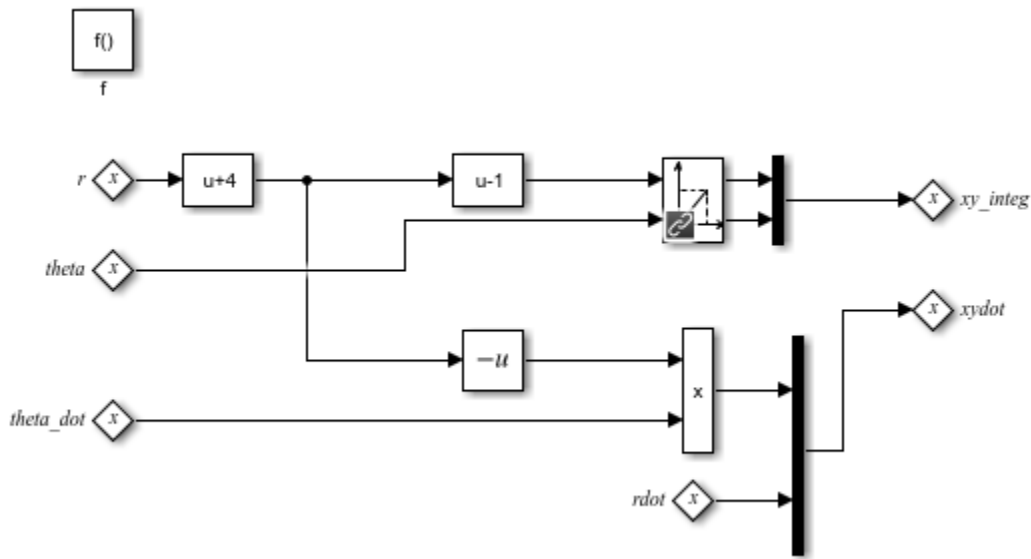 f()
f
r
x
u+4
u-1
x
xy_integ
theta
x
x
xydot
−u
x
theta_dot
x
rdot
x